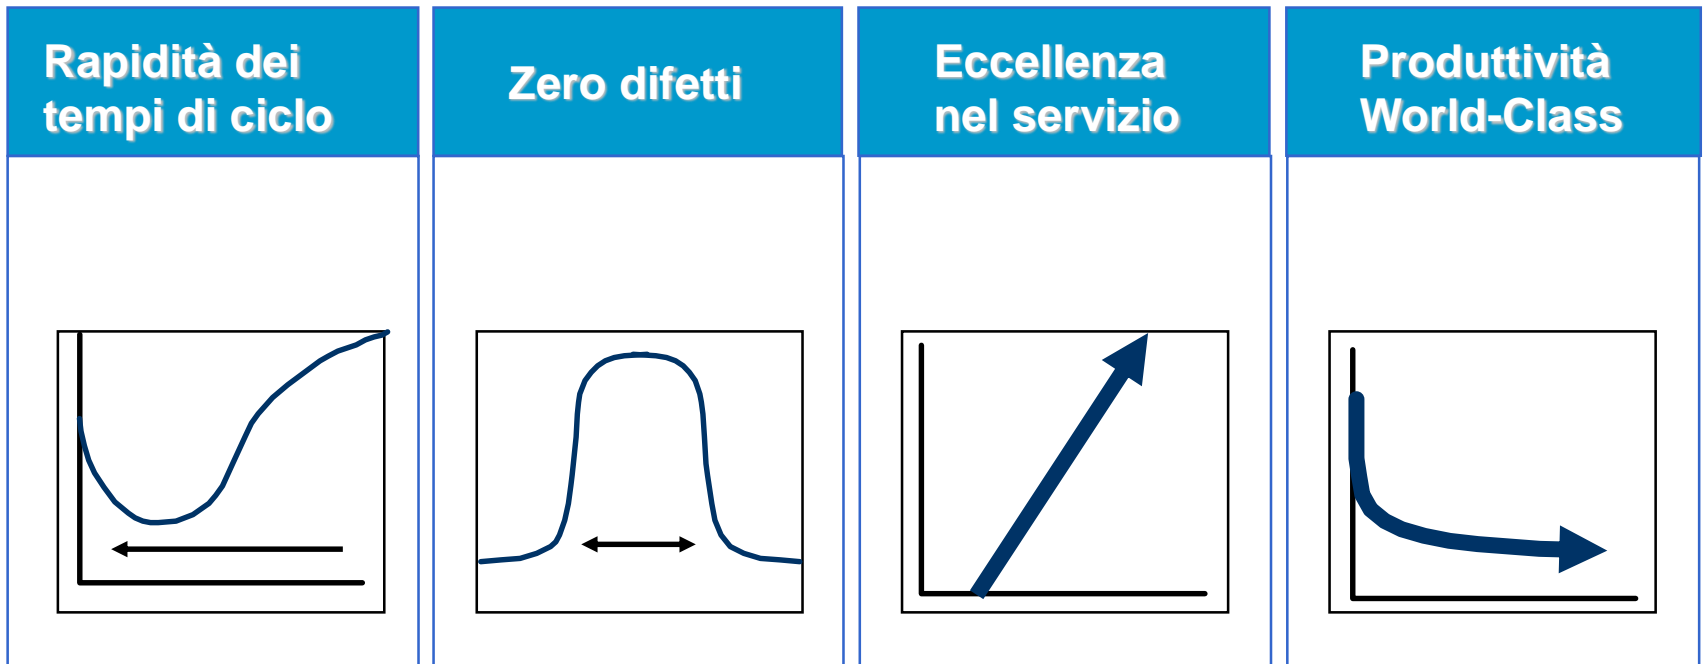 Rapidità dei
tempi di ciclo
Zero difetti
Eccellenza
nel servizio
Produttività
World-Class